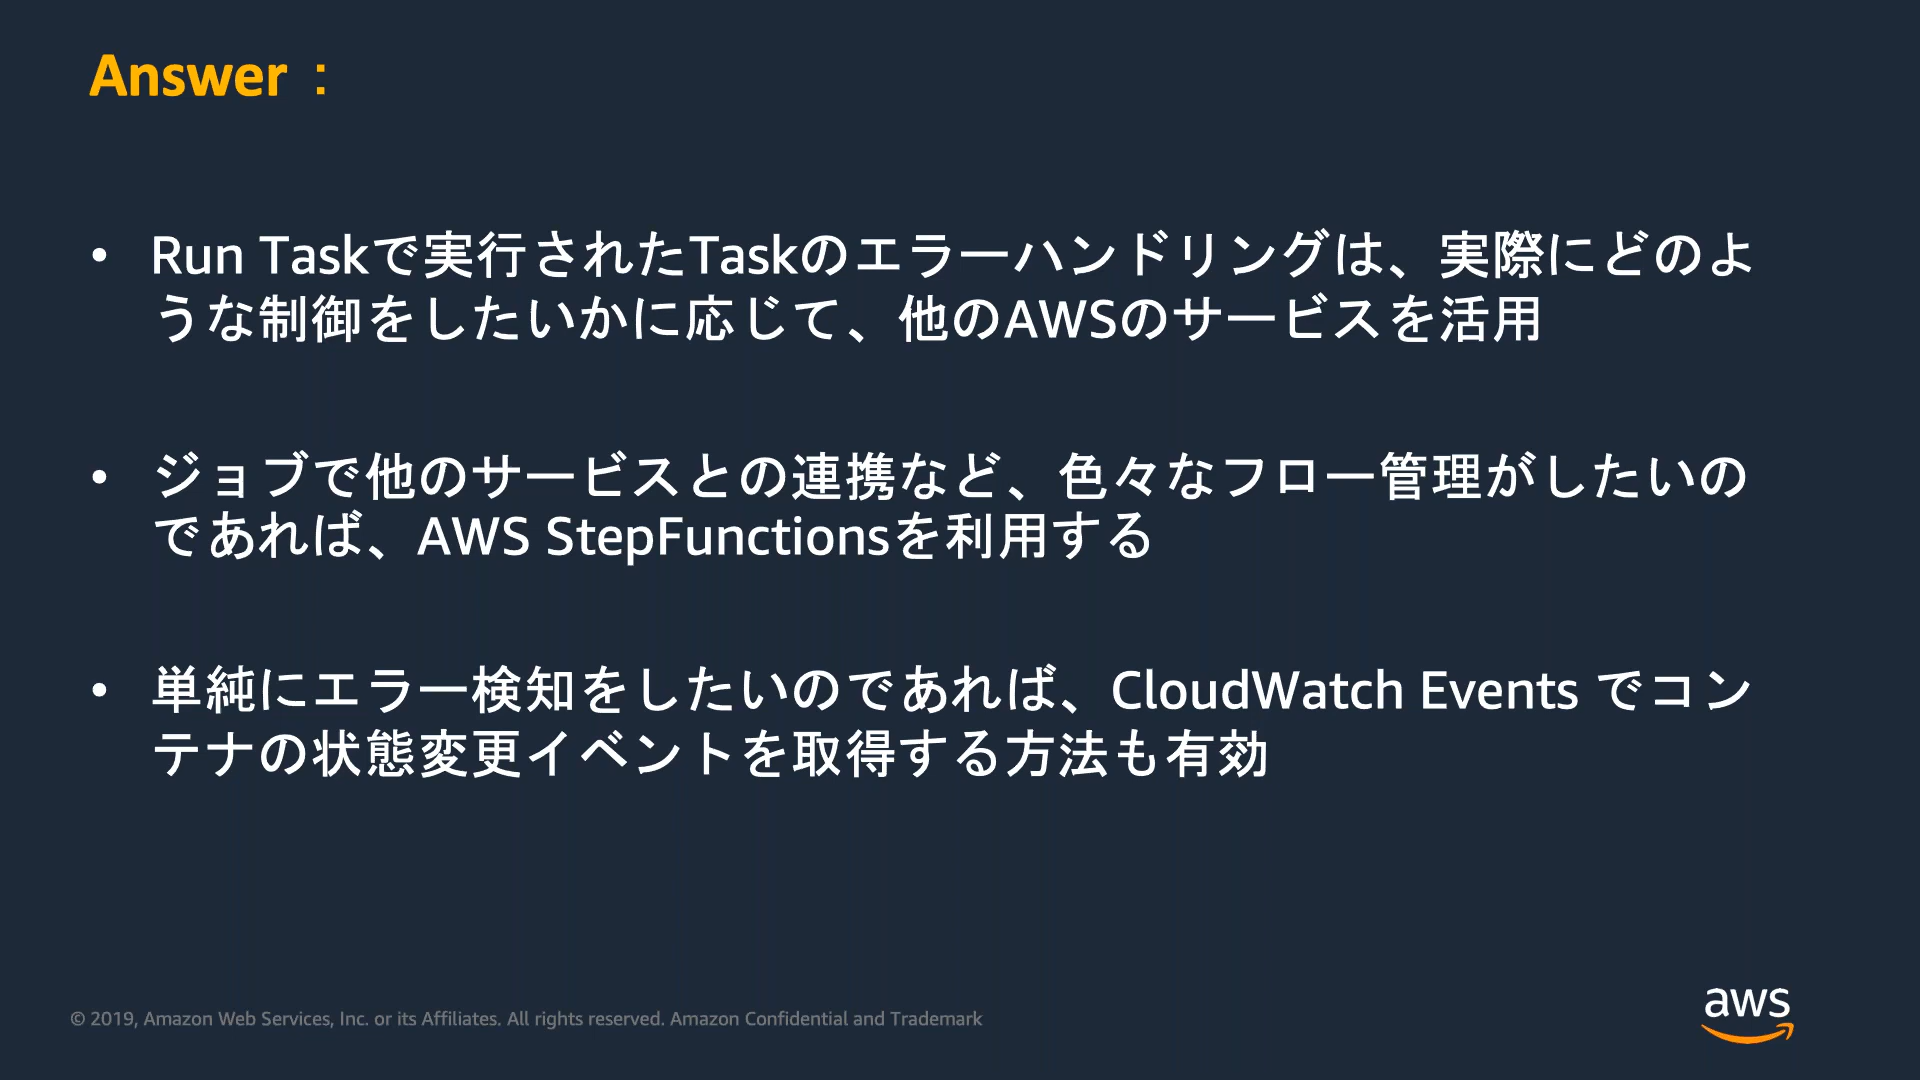 Answer：
• Run Taskで実行されたTaskのエラーハンドリングは、実際にどのよ
うな制御をしたいかに応じて、他のAWSのサービスを活用
• ジョブで他のサービスとの連携など、色々なフロー管理がしたいの
であれば、AWS StepFunctionsを利用する
• 単純にエラー検知をしたいのであれば、CloudWatch Events でコン
テナの状態変更イベントを取得する方法も有効
© 2019, Amazon Web Services, Inc. or its Affiliates. All rights reserved. Amazon Confidential and Trademark
aws